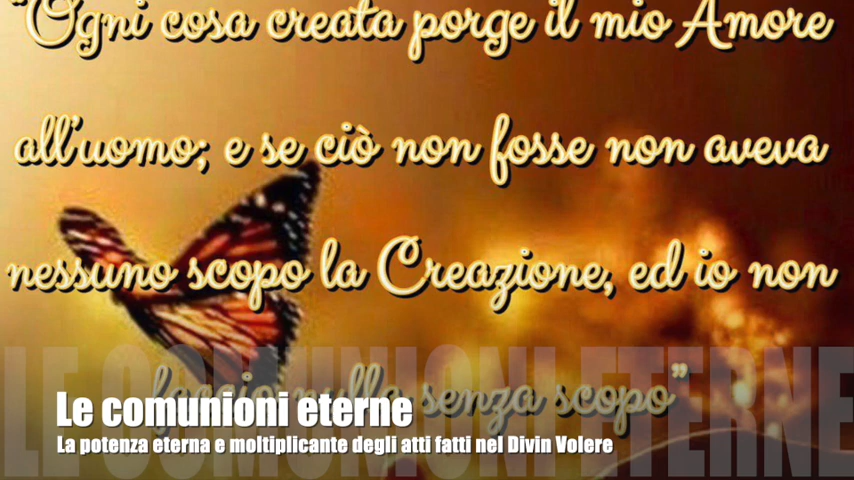 "Ogni cosa creata porge il mio Amore
all'uomo; e se ciò non fosse non aveva
nessuno scopo la Creazione, ed io non
faccio nulla senza scopo"
LE COMUNIONI ETERNE
Le comunioni eterne
La potenza eterna e moltiplicante degli atti fatti nel Divin Volere